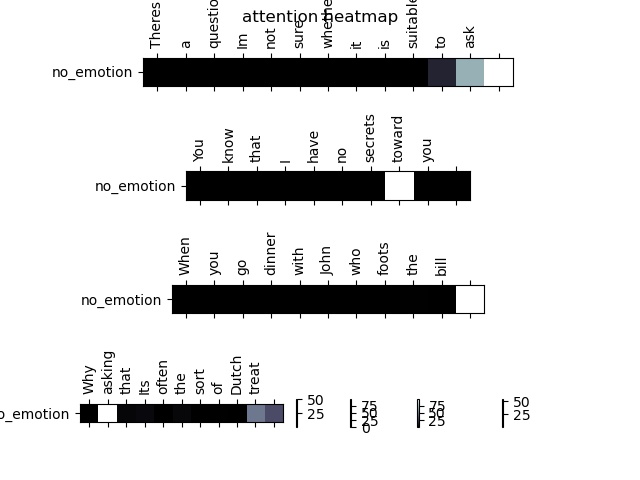 attention heatmap
Theres a questio Im not sure whethe it is suitable to ask
no_emotion
You know that I have no secrets toward you
no_emotion
When you go dinner with John who foots the bill
no_emotion
Why asking that Its often the sort of Dutch treat
o_emotion
50
25
75
50
25
0
75
50
25
50
25